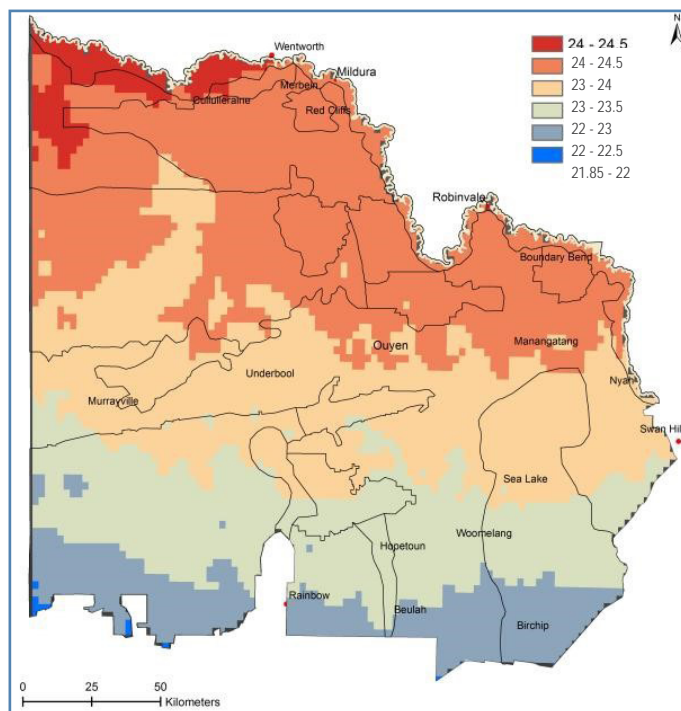 N
Wentworth
24 - 24.5
24 - 24.5
23 - 24
23 - 23.5
22 - 23
22 - 22.5
21.85 - 22
Mildura
Merbein
Cullulleraine
Red Cliffs
Robinvale
Boundary Bend
Ouyen
Manangatang
Underbool
Nyah
Murrayville
Swan Hill
Sea Lake
Woomelang
Hopetoun
Rainbow
Beulah
Birchip
0 25 50
Kilometers